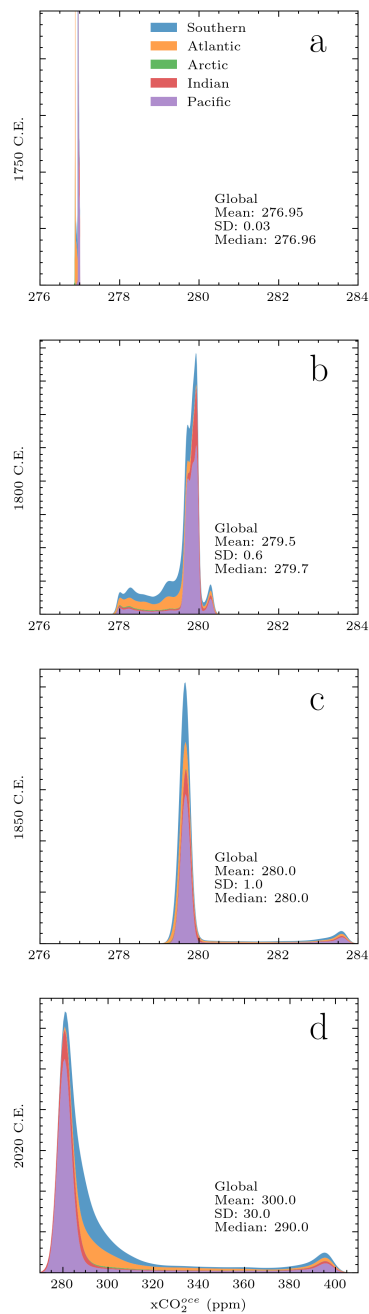 Southern
Atlantic
Arctic
Indian
Pacific
a
1750 C.E.
Global
Mean: 276.95
SD: 0.03
Median: 276.96
276 278 280 282 284
b
1800 C.E.
Global
Mean: 279.5
SD: 0.6
Median: 279.7
276 278 280 282 284
c
1850 C.E.
Global
Mean: 280.0
SD: 1.0
Median: 280.0
276 278 280 282 284
d
2020 C.E.
Global
Mean: 300.0
SD: 30.0
Median: 290.0
280 300 320 340 360 380 400
xCO₂ᵒᶜᵉ (ppm)